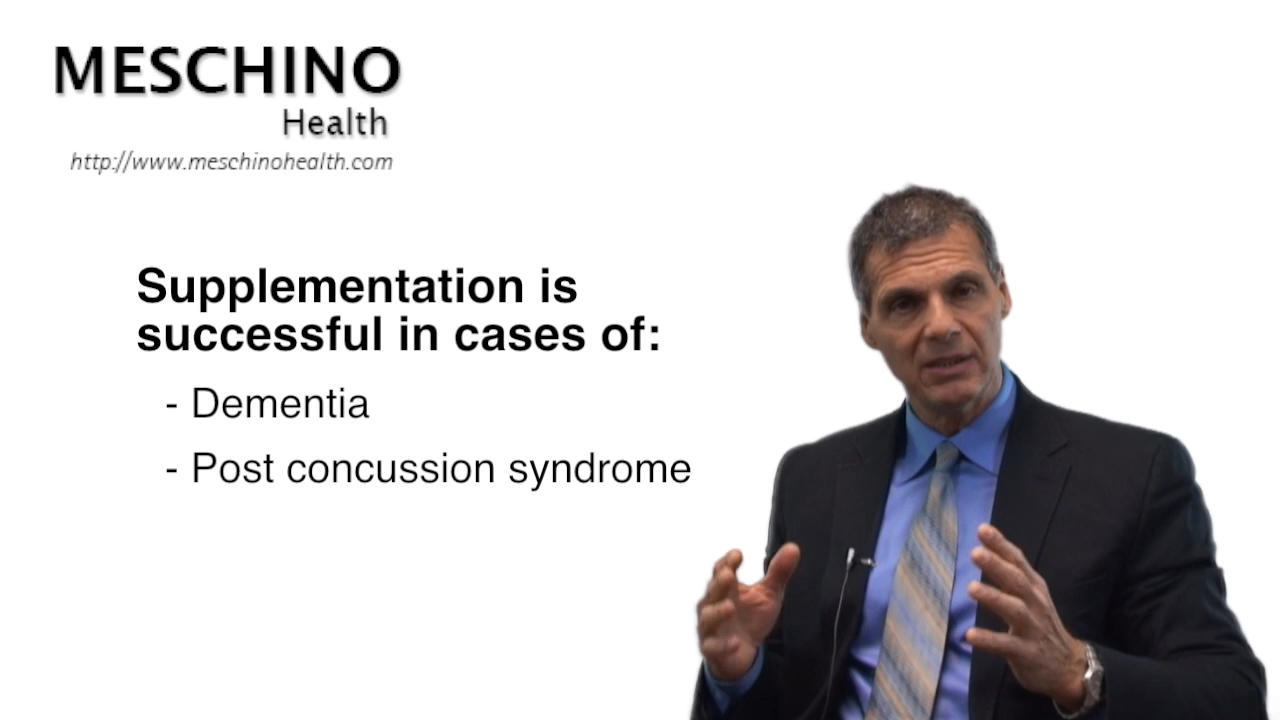 MESCHINO
Health
http://www.meschinohealth.com
Supplementation is
successful in cases of:
- Dementia
- Post concussion syndrome